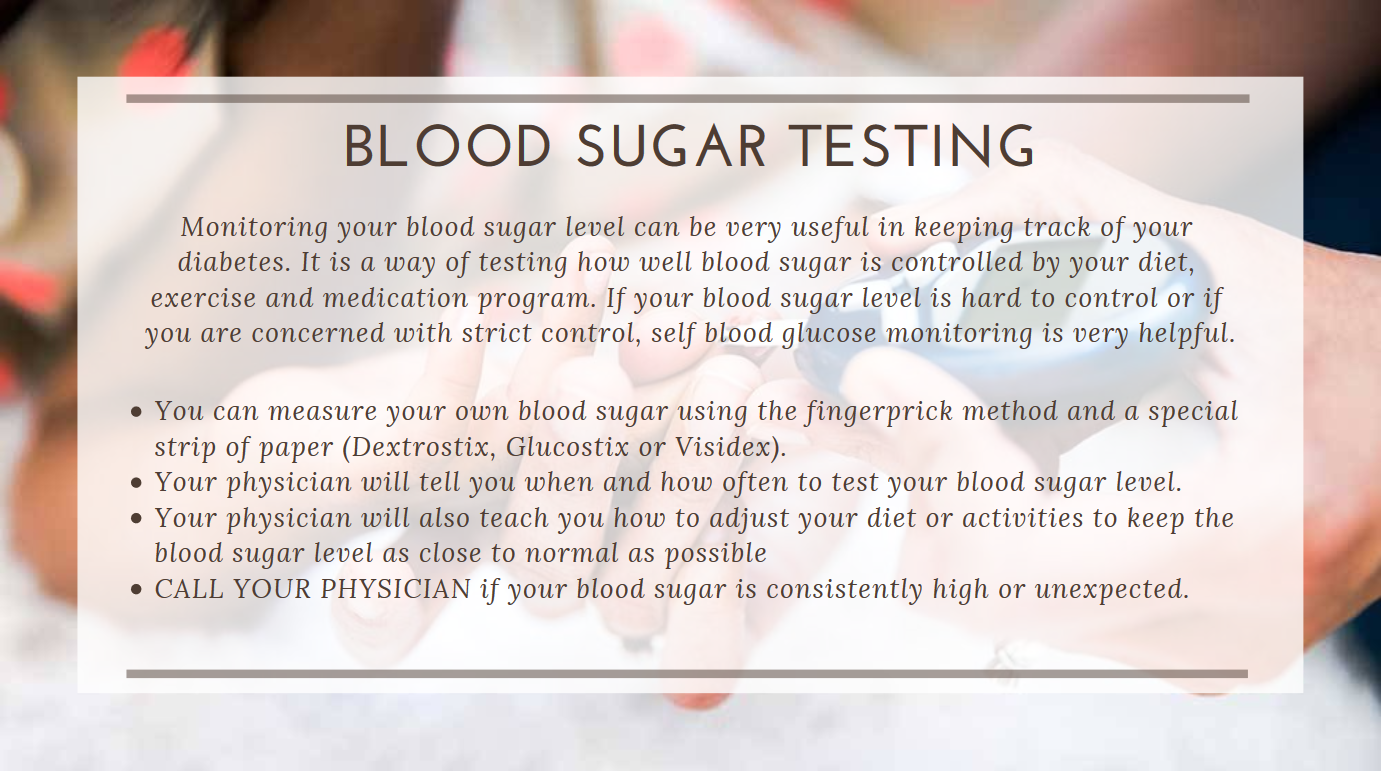 BLOOD SUGAR TESTING
Monitoring your blood sugar level can be very useful in keeping track of your
diabetes. It is a way of testing how well blood sugar is controlled by your diet,
exercise and medication program. If your blood sugar level is hard to control or if
you are concerned with strict control, self blood glucose monitoring is very helpful.
• You can measure your own blood sugar using the fingerprick method and a special
strip of paper (Dextrostix, Glucostix or Visidex).
• Your physician will tell you when and how often to test your blood sugar level.
• Your physician will also teach you how to adjust your diet or activities to keep the
blood sugar level as close to normal as possible
• CALL YOUR PHYSICIAN if your blood sugar is consistently high or unexpected.